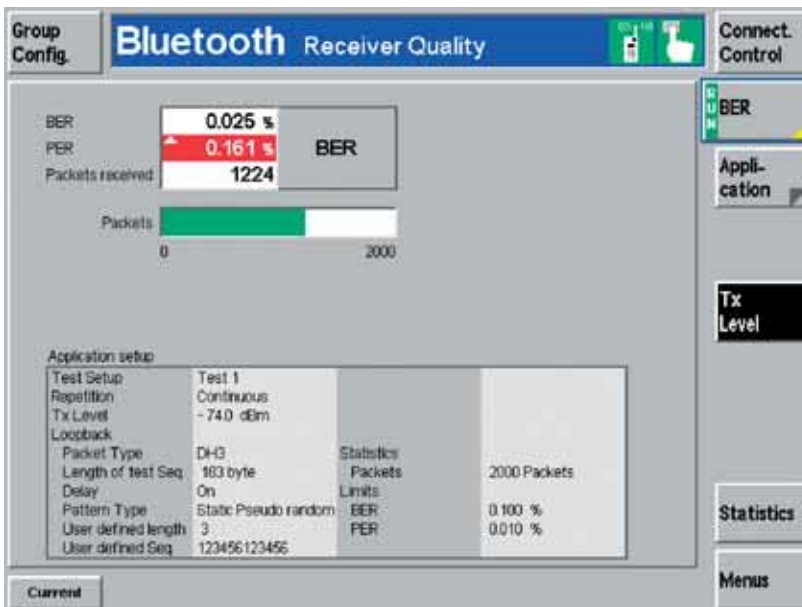 Group
Config.
Bluetooth Receiver Quality
Connect.
Control
RUN
BER
Appli-
cation
Tx
Level
Statistics
Menus
BER 0.025 %
PER 0.161 %
Packets received 1224
BER
Packets
0 2000
Application setup
Test Setup Test 1
Repetition Continuous
Tx Level - 74.0 dBm
Loopback
Packet Type DH3 Statistics
Length of test Seq 183 byte Packets 2000 Packets
Delay On Limits
Pattern Type Static Pseudo random BER 0.100 %
User defined length 3 PER 0.010 %
User defined Seq 123456123456
Current